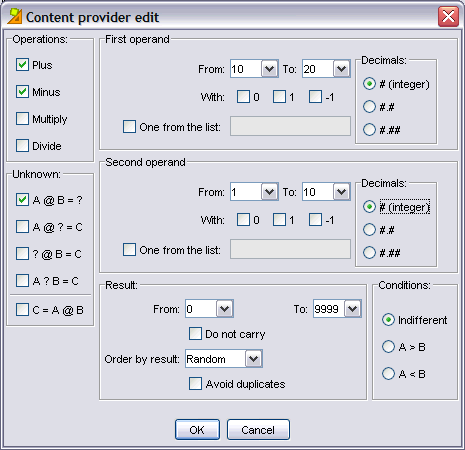 Content provider edit
Operations:
Plus
Minus
Multiply
Divide
Unknown:
A @ B = ?
A @ ? = C
? @ B = C
A ? B = C
C = A @ B
First operand
From: 10 To: 20
With: 0 1 -1
One from the list:
Decimals:
# (integer)
#.#
#.##
Second operand
From: 1 To: 10
With: 0 1 -1
One from the list:
Decimals:
# (integer)
#.#
#.##
Result:
From: 0 To: 9999
Do not carry
Order by result: Random
Avoid duplicates
Conditions:
Indifferent
A > B
A < B
OK Cancel